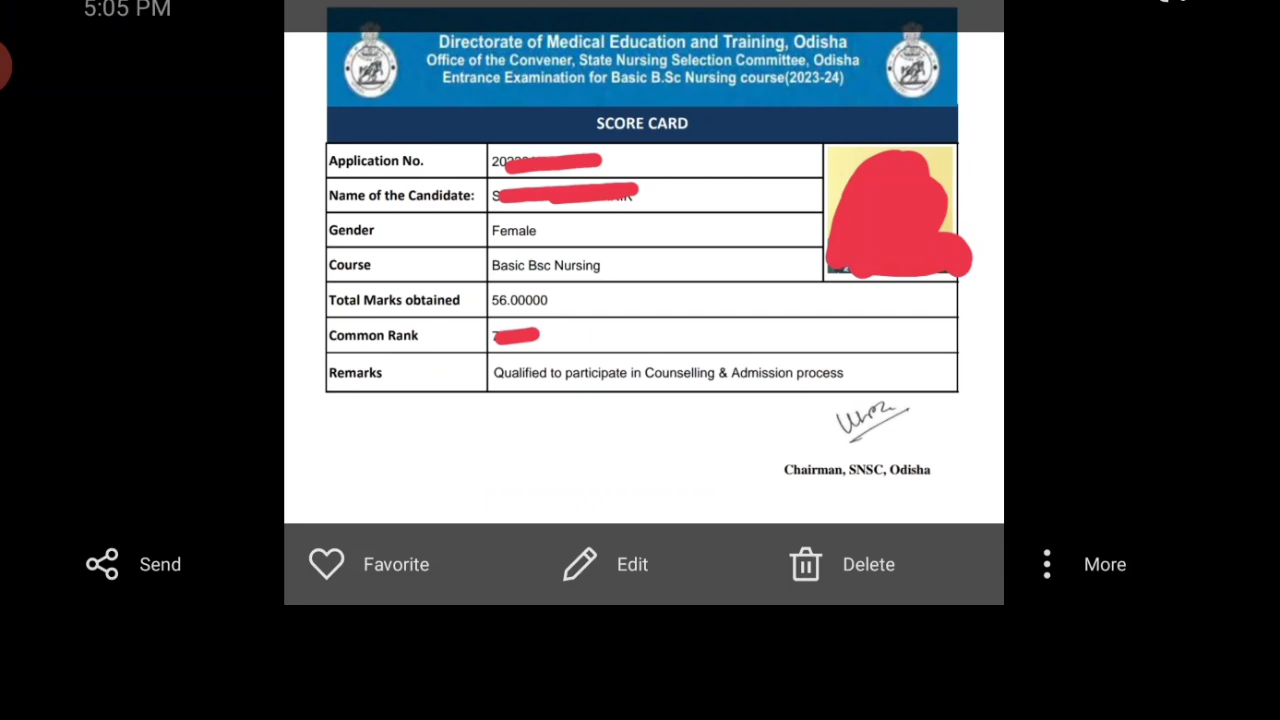 5:05 PM
Directorate of Medical Education and Training, Odisha
Office of the Convener, State Nursing Selection Committee, Odisha
Entrance Examination for Basic B.Sc Nursing course(2023-24)
SCORE CARD
Application No.
Name of the Candidate:
Gender Female
Course Basic Bsc Nursing
Total Marks obtained 56.00000
Common Rank
Remarks Qualified to participate in Counselling & Admission process
Chairman, SNSC, Odisha
Send Favorite Edit Delete More